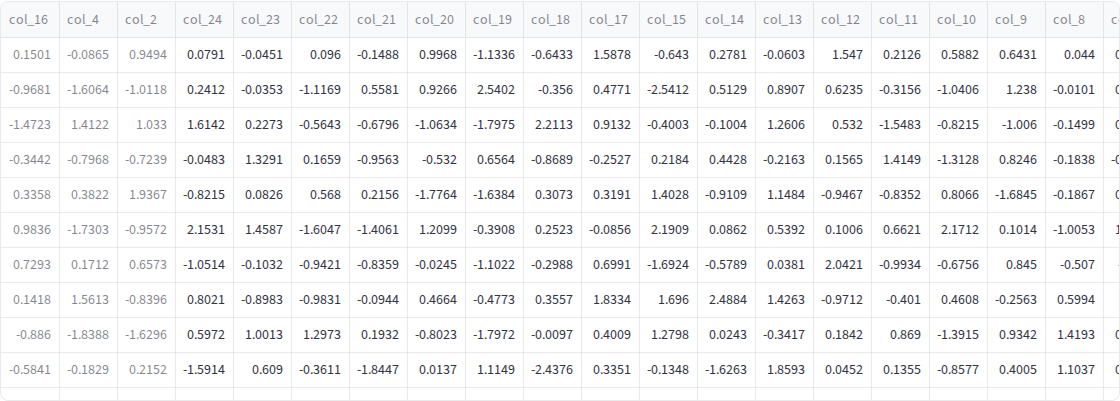 col_16 col_4 col_2 col_24 col_23 col_22 col_21 col_20 col_19 col_18 col_17 col_15 col_14 col_13 col_12 col_11 col_10 col_9 col_8
0.1501 -0.0865 0.9494 0.0791 -0.0451 0.096 -0.1488 0.9968 -1.1336 -0.6433 1.5878 -0.643 0.2781 -0.0603 1.547 0.2126 0.5882 0.6431 0.044
-0.9681 -1.6064 -1.0118 0.2412 -0.0353 -1.1169 0.5581 0.9266 2.5402 -0.356 0.4771 -2.5412 0.5129 0.8907 0.6235 -0.3156 -1.0406 1.238 -0.0101
-1.4723 1.4122 1.033 1.6142 0.2273 -0.5643 -0.6796 -1.0634 -1.7975 2.2113 0.9132 -0.4003 -0.1004 1.2606 0.532 -1.5483 -0.8215 -1.006 -0.1499
-0.3442 -0.7968 -0.7239 -0.0483 1.3291 0.1659 -0.9563 -0.532 0.6564 -0.8689 -0.2527 0.2184 0.4428 -0.2163 0.1565 1.4149 -1.3128 0.8246 -0.1838
0.3358 0.3822 1.9367 -0.8215 0.0826 0.568 0.2156 -1.7764 -1.6384 0.3073 0.3191 1.4028 -0.9109 1.1484 -0.9467 -0.8352 0.8066 -1.6845 -0.1867
0.9836 -1.7303 -0.9572 2.1531 1.4587 -1.6047 -1.4061 1.2099 -0.3908 0.2523 -0.0856 2.1909 0.0862 0.5392 0.1006 0.6621 2.1712 0.1014 -1.0053
0.7293 0.1712 0.6573 -1.0514 -0.1032 -0.9421 -0.8359 -0.0245 -1.1022 -0.2988 0.6991 -1.6924 -0.5789 0.0381 2.0421 -0.9934 -0.6756 0.845 -0.507
0.1418 1.5613 -0.8396 0.8021 -0.8983 -0.9831 -0.0944 0.4664 -0.4773 0.3557 1.8334 1.696 2.4884 1.4263 -0.9712 -0.401 0.4608 -0.2563 0.5994
-0.886 -1.8388 -1.6296 0.5972 1.0013 1.2973 0.1932 -0.8023 -1.7972 -0.0097 0.4009 1.2798 0.0243 -0.3417 0.1842 0.869 -1.3915 0.9342 1.4193
-0.5841 -0.1829 0.2152 -1.5914 0.609 -0.3611 -1.8447 0.0137 1.1149 -2.4376 0.3351 -0.1348 -1.6263 1.8593 0.0452 0.1355 -0.8577 0.4005 1.1037